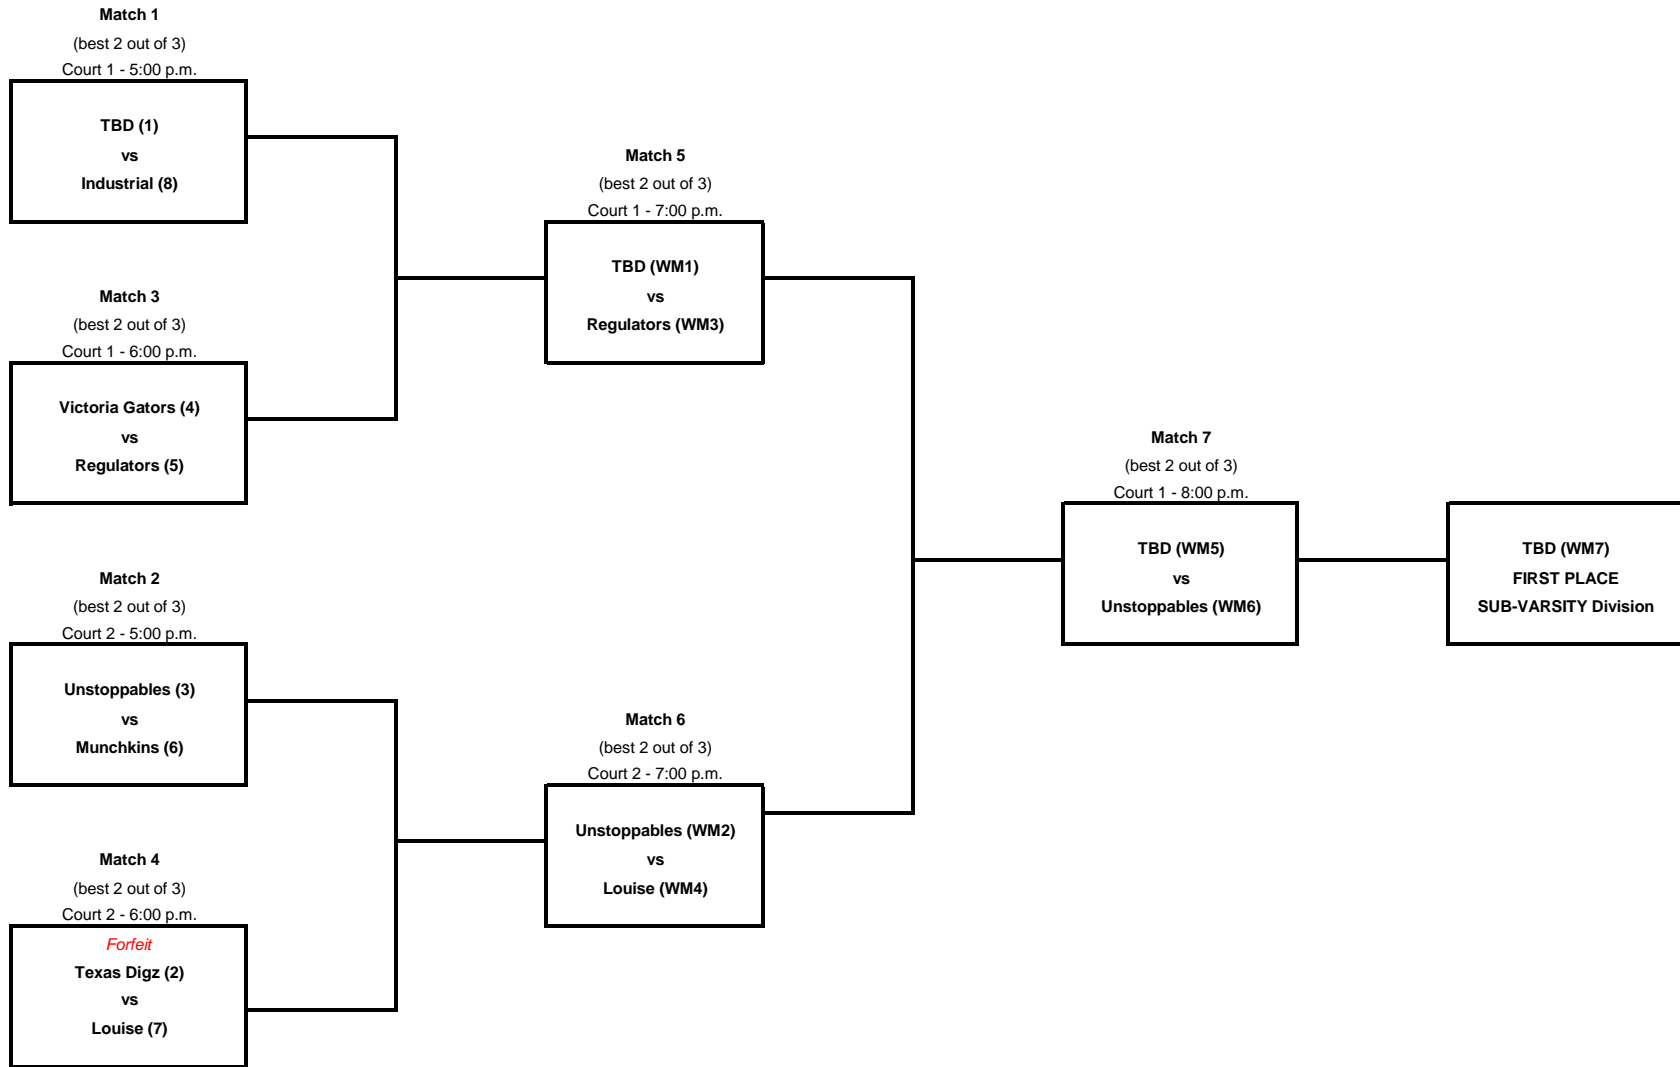 Match 1
(best 2 out of 3)
Court 1 - 5:00 p.m.
TBD (1)
vs
Industrial (8)
Match 3
(best 2 out of 3)
Court 1 - 6:00 p.m.
Victoria Gators (4)
vs
Regulators (5)
Match 2
(best 2 out of 3)
Court 2 - 5:00 p.m.
Unstoppables (3)
vs
Munchkins (6)
Match 4
(best 2 out of 3)
Court 2 - 6:00 p.m.
Forfeit
Texas Digz (2)
vs
Louise (7)
Match 5
(best 2 out of 3)
Court 1 - 7:00 p.m.
TBD (WM1)
vs
Regulators (WM3)
Match 6
(best 2 out of 3)
Court 2 - 7:00 p.m.
Unstoppables (WM2)
vs
Louise (WM4)
Match 7
(best 2 out of 3)
Court 1 - 8:00 p.m.
TBD (WM5)
vs
Unstoppables (WM6)
TBD (WM7)
FIRST PLACE
SUB-VARSITY Division